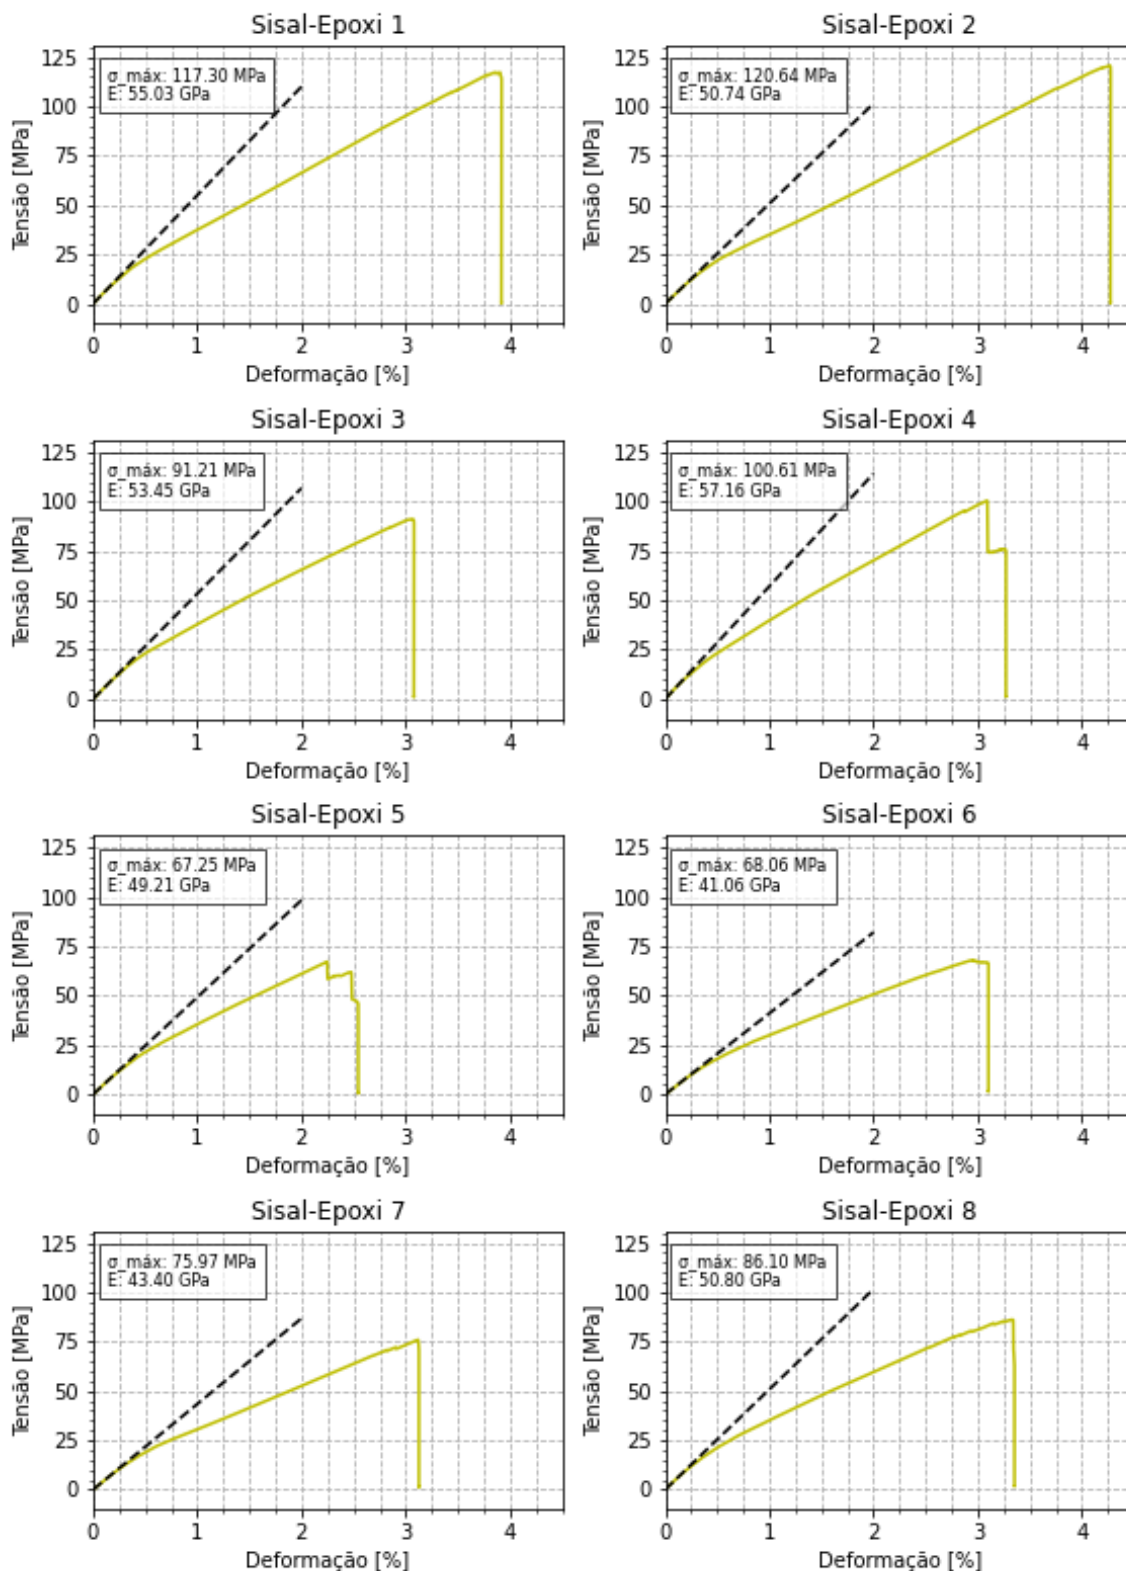 Sisal-Epoxi 1
σ_máx: 117.30 MPa
E: 55.03 GPa
Tensão [MPa]
125
100
75
50
25
0
0 1 2 3 4
Deformação [%]
Sisal-Epoxi 2
σ_máx: 120.64 MPa
E: 50.74 GPa
Tensão [MPa]
125
100
75
50
25
0
0 1 2 3 4
Deformação [%]
Sisal-Epoxi 3
σ_máx: 91.21 MPa
E: 53.45 GPa
Tensão [MPa]
125
100
75
50
25
0
0 1 2 3 4
Deformação [%]
Sisal-Epoxi 4
σ_máx: 100.61 MPa
E: 57.16 GPa
Tensão [MPa]
125
100
75
50
25
0
0 1 2 3 4
Deformação [%]
Sisal-Epoxi 5
σ_máx: 67.25 MPa
E: 49.21 GPa
Tensão [MPa]
125
100
75
50
25
0
0 1 2 3 4
Deformação [%]
Sisal-Epoxi 6
σ_máx: 68.06 MPa
E: 41.06 GPa
Tensão [MPa]
125
100
75
50
25
0
0 1 2 3 4
Deformação [%]
Sisal-Epoxi 7
σ_máx: 75.97 MPa
E: 43.40 GPa
Tensão [MPa]
125
100
75
50
25
0
0 1 2 3 4
Deformação [%]
Sisal-Epoxi 8
σ_máx: 86.10 MPa
E: 50.80 GPa
Tensão [MPa]
125
100
75
50
25
0
0 1 2 3 4
Deformação [%]